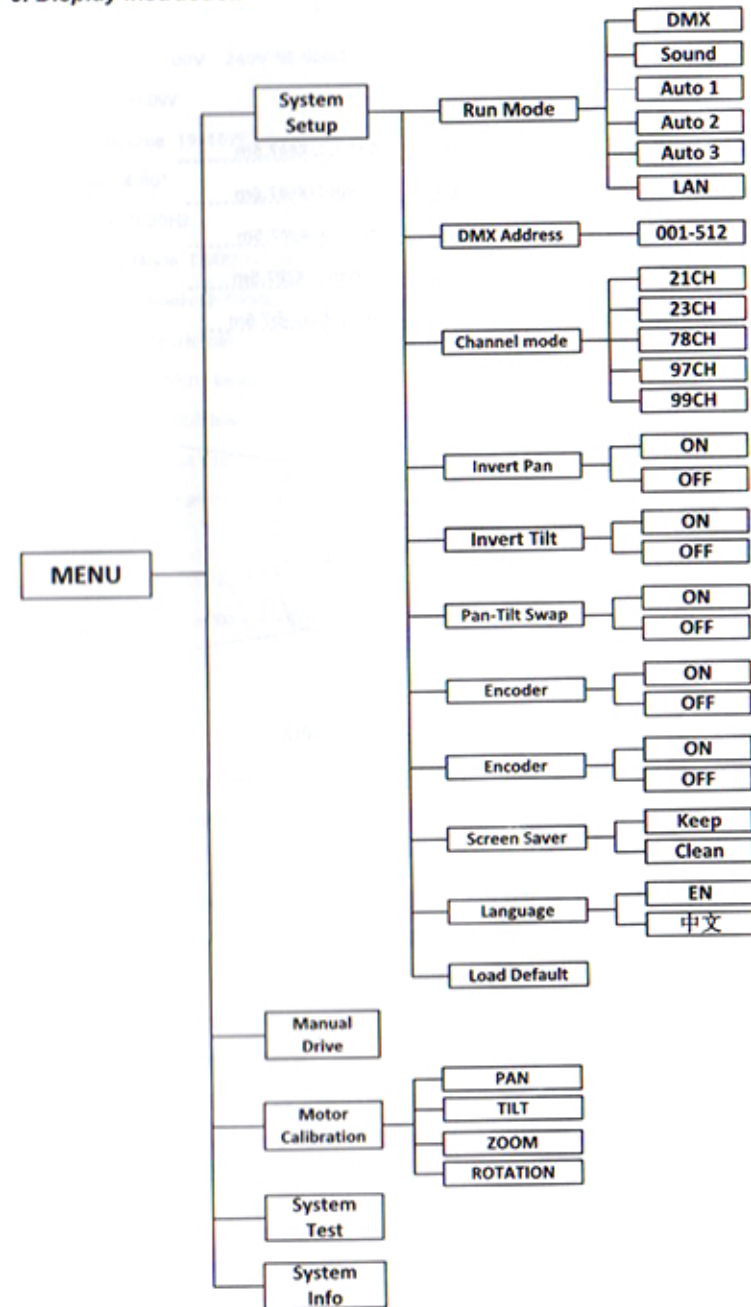 MENU
System
Setup
Run Mode
DMX
Sound
Auto 1
Auto 2
Auto 3
LAN
DMX Address
001-512
Channel mode
21CH
23CH
78CH
97CH
99CH
Invert Pan
ON
OFF
Invert Tilt
ON
OFF
Pan-Tilt Swap
ON
OFF
Encoder
ON
OFF
Encoder
ON
OFF
Screen Saver
Keep
Clean
Language
EN
中文
Load Default
Manual
Drive
Motor
Calibration
PAN
TILT
ZOOM
ROTATION
System
Test
System
Info